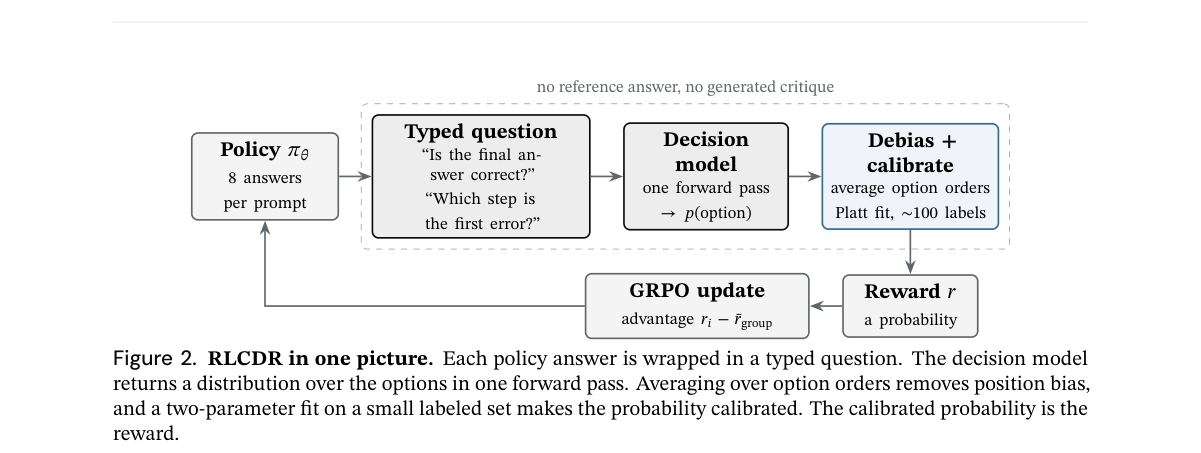 no reference answer, no generated critique
Policy πθ
8 answers
per prompt
Typed question
“Is the final an-
swer correct?”
“Which step is
the first error?”
Decision
model
one forward pass
→ p(option)
Debias +
calibrate
average option orders
Platt fit, ~100 labels
GRPO update
advantage rᵢ − r̄group
Reward r
a probability
Figure 2. RLCDR in one picture. Each policy answer is wrapped in a typed question. The decision model
returns a distribution over the options in one forward pass. Averaging over option orders removes position bias,
and a two-parameter fit on a small labeled set makes the probability calibrated. The calibrated probability is the
reward.